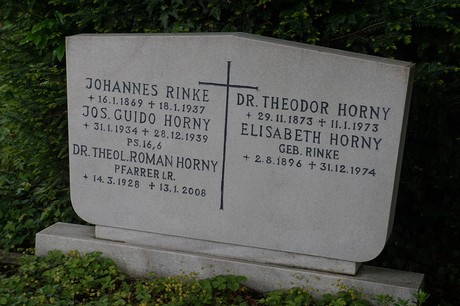 JOHANNES RINKE
+ 16.1.1869 + 18.1.1937
JOS. GUIDO HORNY
+ 31.1.1934 + 28.12.1939
PS.16,6
DR. THEOL. ROMAN HORNY
PFARRER I.R.
+ 14.3.1928 + 13.1.2008
DR. THEODOR HORNY
+ 29.11.1873 + 11.1.1973
ELISABETH HORNY
GEB. RINKE
+ 2.8.1896 + 31.12.1974